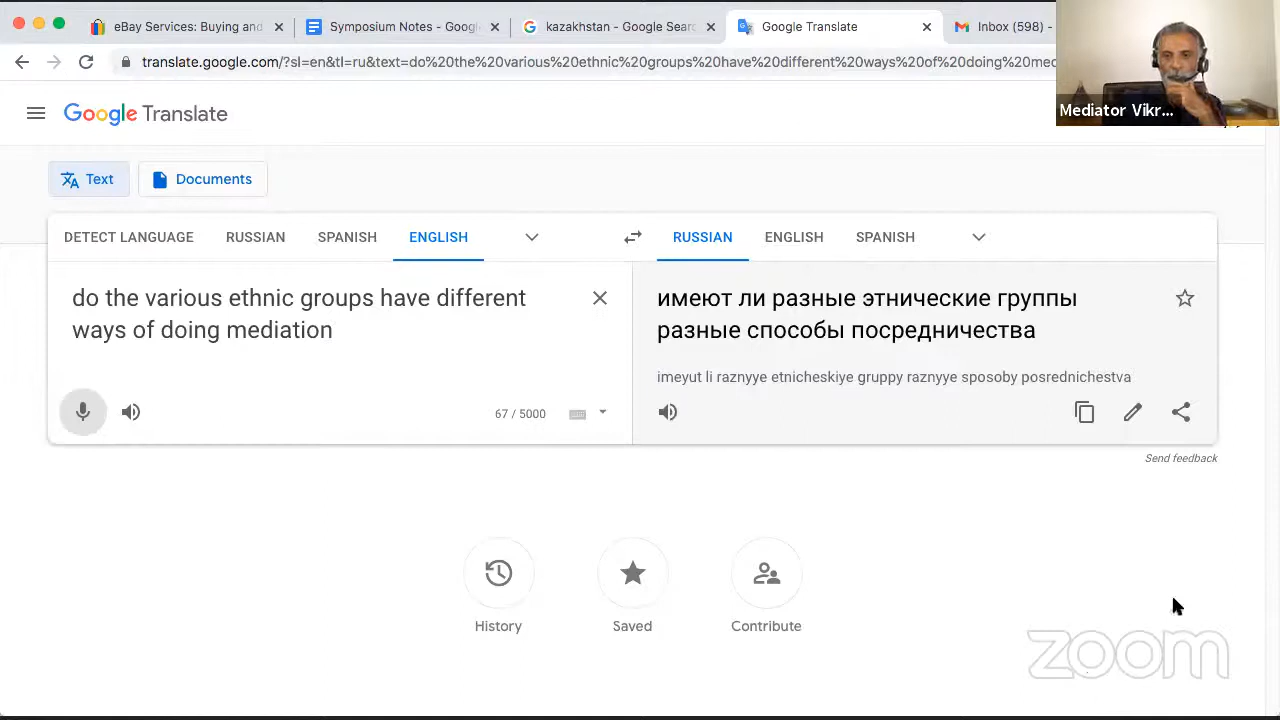 eBay Services: Buying and
Symposium Notes - Google
kazakhstan - Google Searc
Google Translate
Inbox (598) -
translate.google.com/?sl=en&tl=ru&text=do%20the%20various%20ethnic%20groups%20have%20different%20ways%20of%20doing%20me
Mediator Vikr...
Google Translate
Text
Documents
DETECT LANGUAGE
RUSSIAN
SPANISH
ENGLISH
RUSSIAN
ENGLISH
SPANISH
do the various ethnic groups have different
ways of doing mediation
67 / 5000
имеют ли разные этнические группы
разные способы посредничества
imeyut li raznyye etnicheskiye gruppy raznyye sposoby posrednichestva
Send feedback
History
Saved
Contribute
zoom